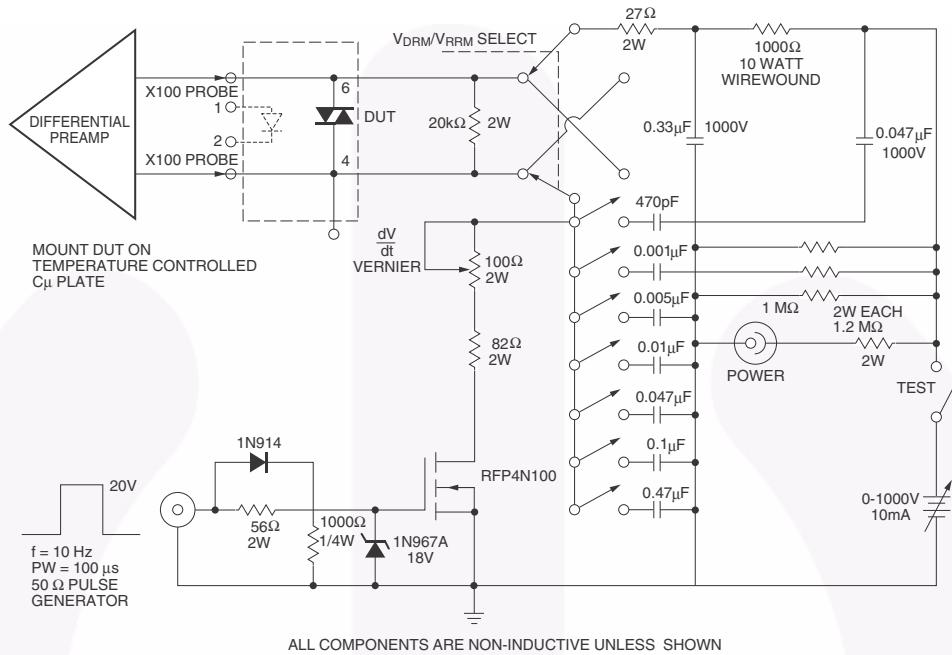 27Ω
2W
V_DRM/V_RRM SELECT
1000Ω
10 WATT
WIREWOUND
X100 PROBE
6
1
DIFFERENTIAL
PREAMP
DUT
20kΩ
2W
0.33µF
1000V
0.047µF
1000V
2
X100 PROBE
4
470pF
MOUNT DUT ON
TEMPERATURE CONTROLLED
Cµ PLATE
dV
dt
VERNIER
100Ω
2W
0.001µF
0.005µF
1 MΩ
2W EACH
1.2 MΩ
82Ω
2W
0.01µF
POWER
2W
TEST
0.047µF
1N914
0.1µF
RFP4N100
20V
0.47µF
0-1000V
10mA
56Ω
2W
1000Ω
1/4W
1N967A
18V
f = 10 Hz
PW = 100 µs
50 Ω PULSE
GENERATOR
ALL COMPONENTS ARE NON-INDUCTIVE UNLESS SHOWN